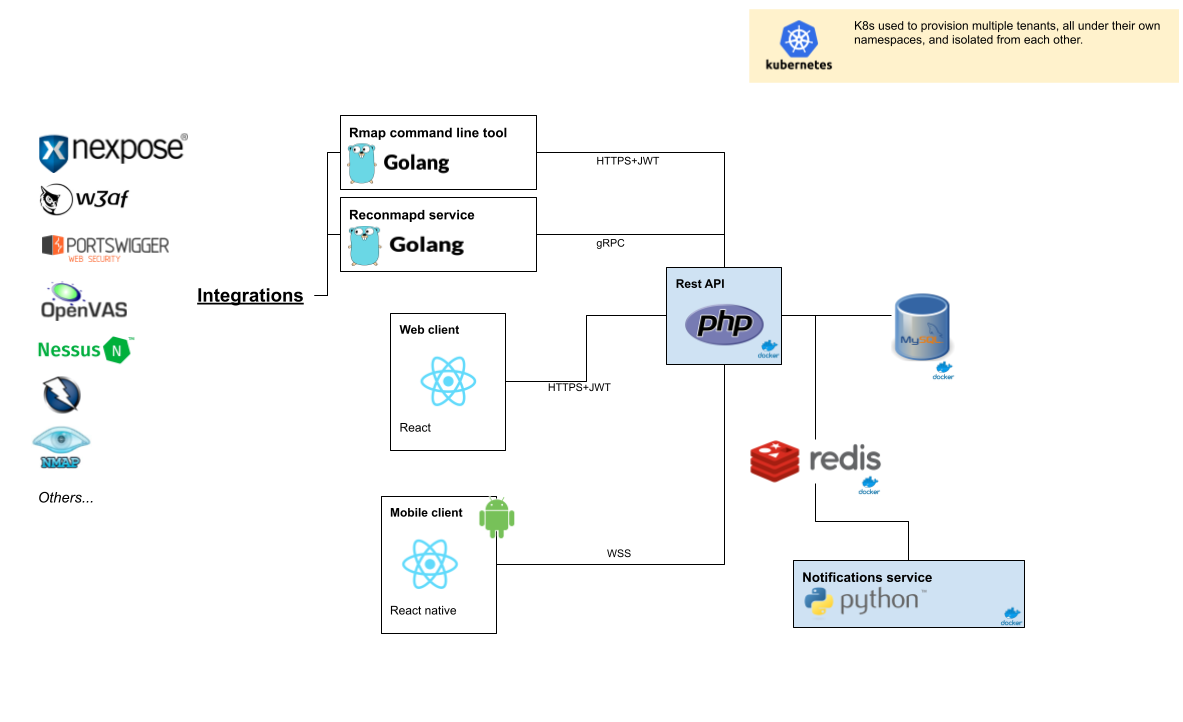 K8s used to provision multiple tenants, all under their own
namespaces, and isolated from each other.
kubernetes
nexpose®
w3af
PORTSWIGGER
WEB SECURITY
OpenVAS
Nessus N ™
NMAP
Others...
Integrations
Rmap command line tool
Golang
HTTPS+JWT
Reconmapd service
Golang
gRPC
Rest API
php
docker
MySQL
docker
Web client
React
HTTPS+JWT
redis
docker
Mobile client
React native
WSS
Notifications service
python™
docker